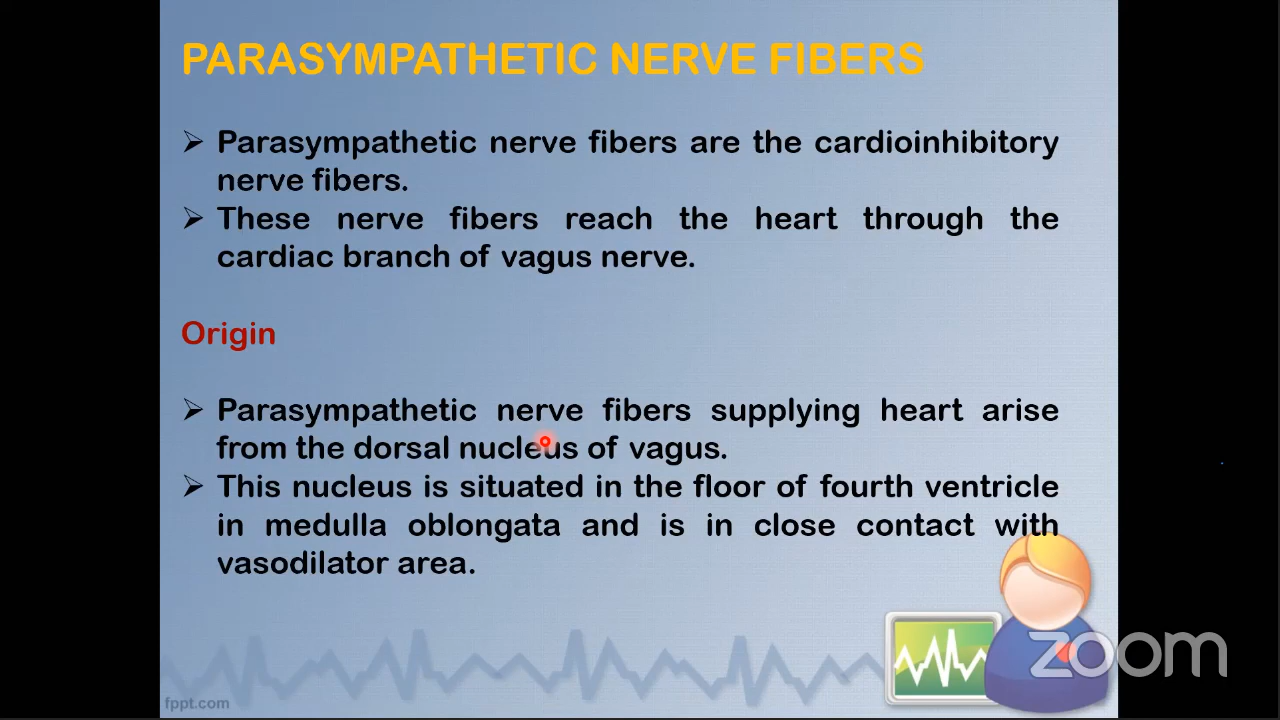 PARASYMPATHETIC NERVE FIBERS
➢ Parasympathetic nerve fibers are the cardioinhibitory
nerve fibers.
➢ These nerve fibers reach the heart through the
cardiac branch of vagus nerve.
Origin
➢ Parasympathetic nerve fibers supplying heart arise
from the dorsal nucleus of vagus.
➢ This nucleus is situated in the floor of fourth ventricle
in medulla oblongata and is in close contact with
vasodilator area.
zoom
fppt.com